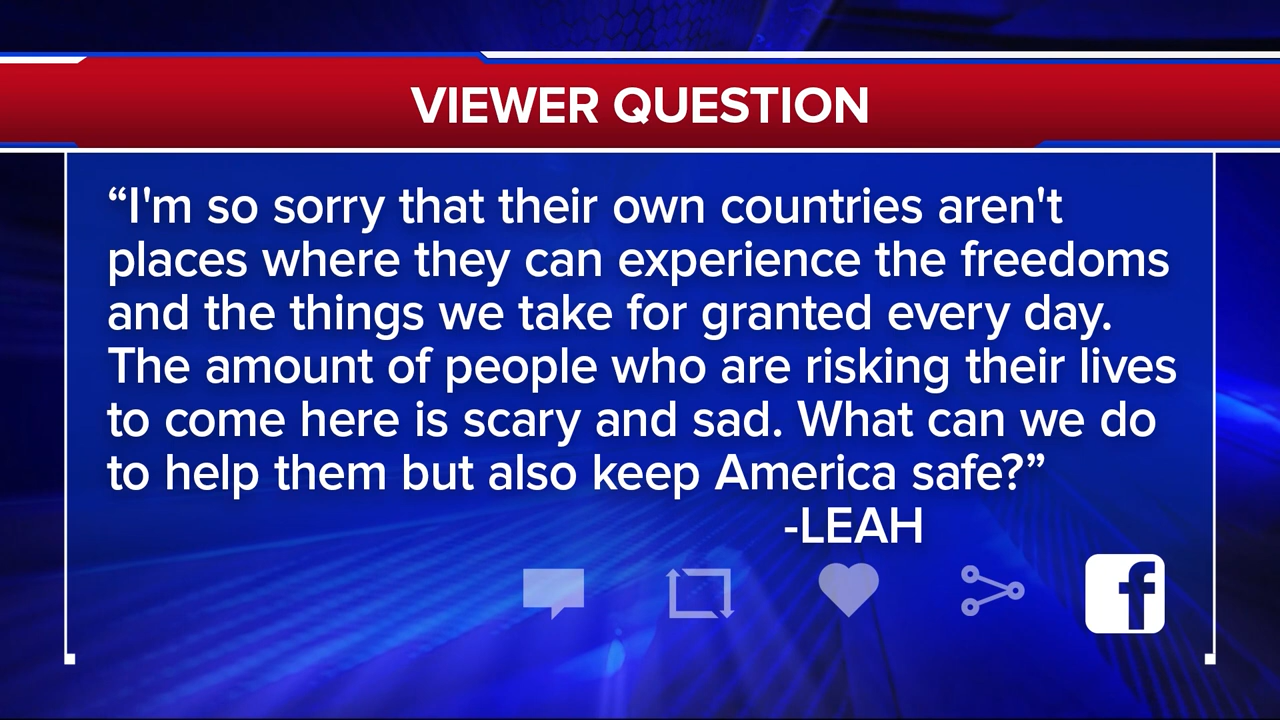 VIEWER QUESTION
“I'm so sorry that their own countries aren't
places where they can experience the freedoms
and the things we take for granted every day.
The amount of people who are risking their lives
to come here is scary and sad. What can we do
to help them but also keep America safe?”
-LEAH
f